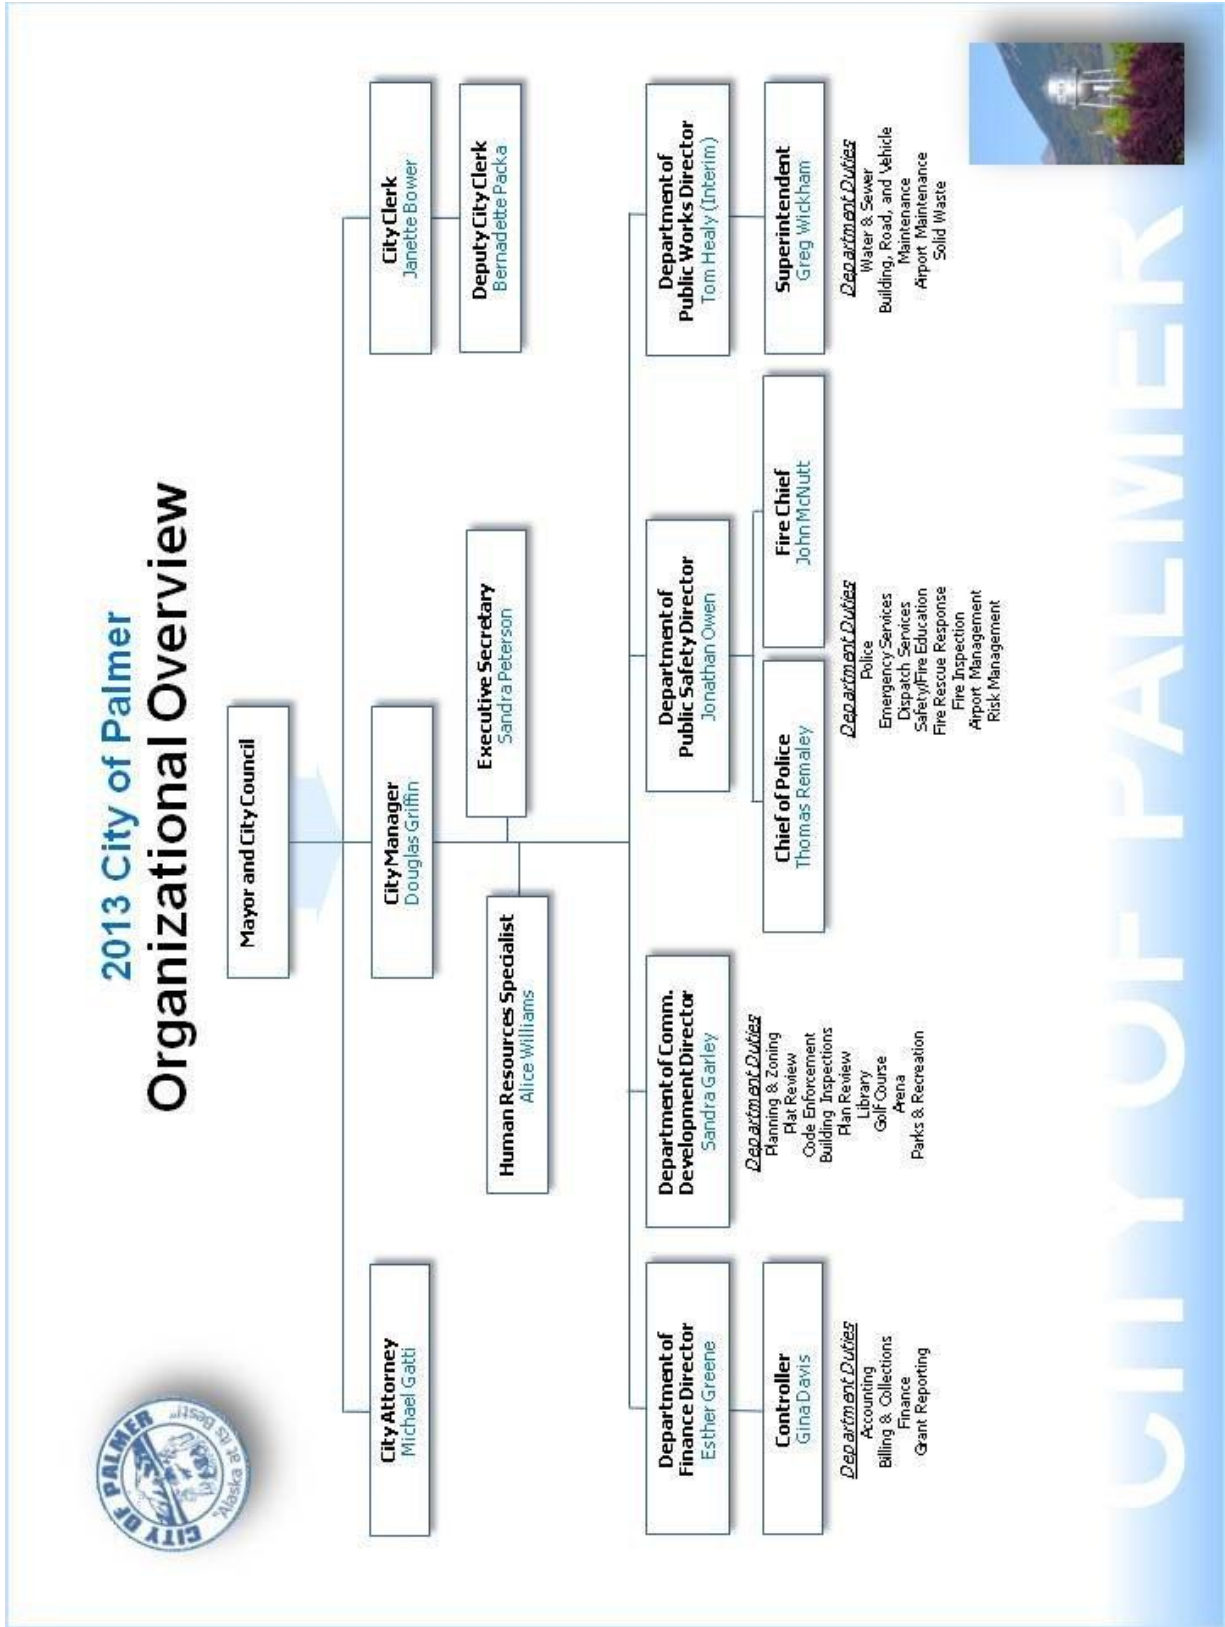 CITY OF PALMER
"Alaska at its Best!"
2013 City of Palmer
Organizational Overview
Mayor and City Council
City Attorney
Michael Gatti
City Manager
Douglas Griffin
City Clerk
Janette Bower
Deputy City Clerk
Bernadette Packa
Executive Secretary
Sandra Peterson
Human Resources Specialist
Alice Williams
Department of
Finance Director
Esther Greene
Controller
Gina Davis
Department Duties
Accounting
Billing & Collections
Finance
Grant Reporting
Department of Comm.
Development Director
Sandra Garley
Department Duties
Planning & Zoning
Plat Review
Code Enforcement
Building Inspections
Plan Review
Library
Golf Course
Arena
Parks & Recreation
Department of
Public Safety Director
Jonathan Owen
Chief of Police
Thomas Remaley
Fire Chief
John McNutt
Department Duties
Police
Emergency Services
Dispatch Services
Safety/Fire Education
Fire Rescue Response
Fire Inspection
Airport Management
Risk Management
Department of
Public Works Director
Tom Healy (Interim)
Superintendent
Greg Wickham
Department Duties
Water & Sewer
Building, Road, and Vehicle
Maintenance
Airport Maintenance
Solid Waste
CITY OF PALMER